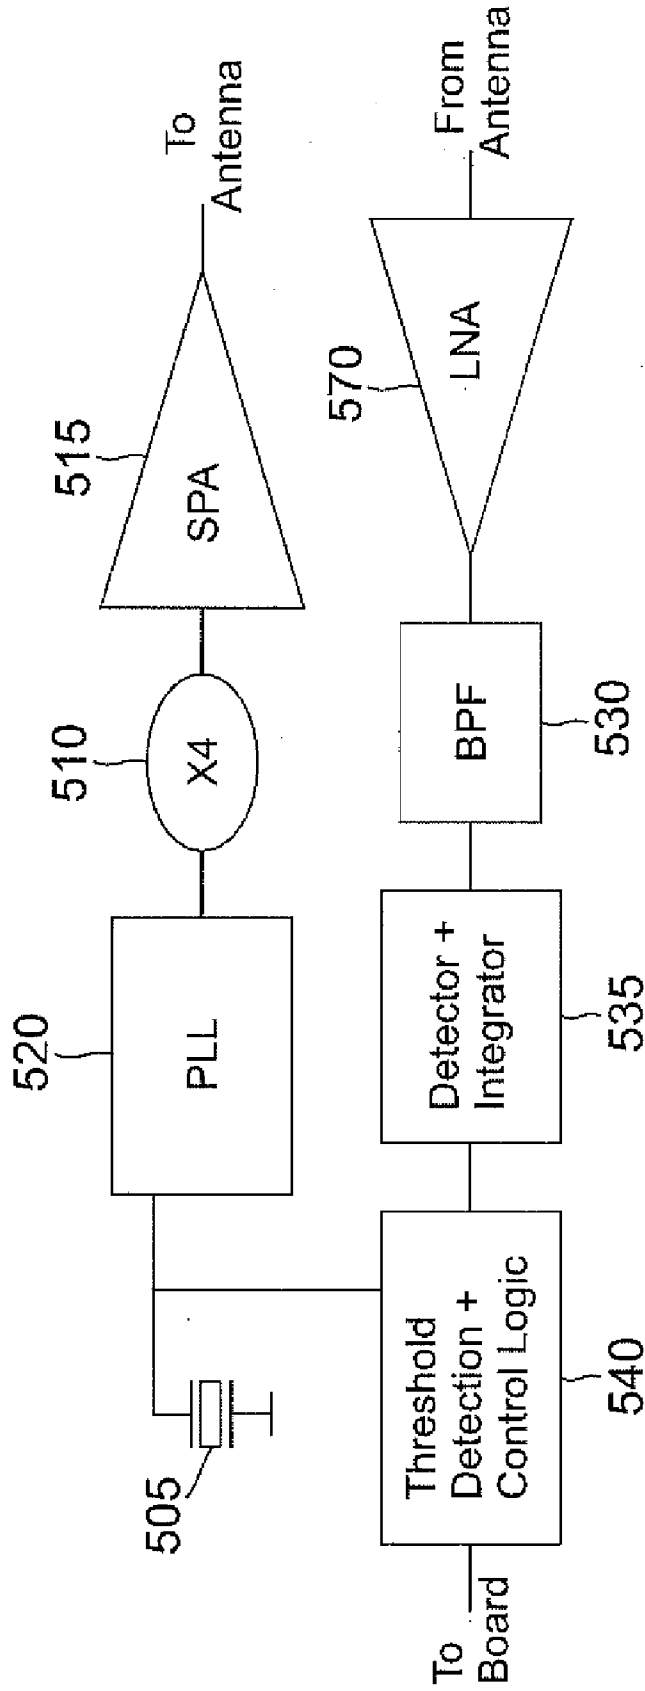 505
520
PLL
510
X4
515
SPA
To
Antenna
To
Board
Threshold
Detection +
Control Logic
540
Detector +
Integrator
535
BPF
530
570
LNA
From
Antenna